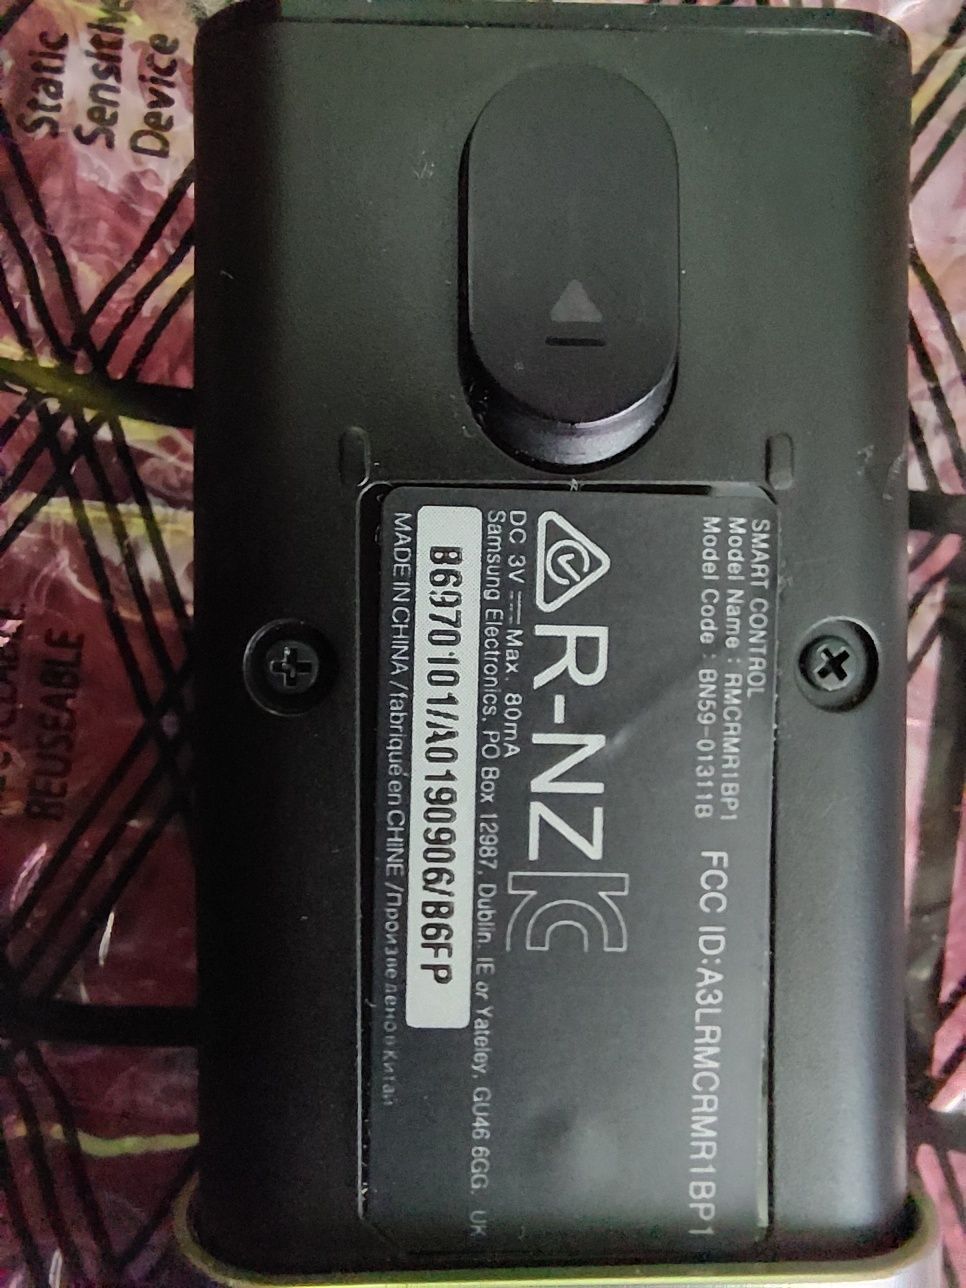 SMART CONTROL
Model Name : RMCRMR1BP1
Model Code : BN59-01311B FCC ID:A3LRMCRMR1BP1
R-NZ
DC 3V Max. 80mA
Samsung Electronics, PO Box 12987, Dublin. IE or Yateley, GU46 6GG. UK
B6970101//A0190906/B6FP
MADE IN CHINA /fabriqué en CHINE /Произведено в Китай
Static
Sensitive
Device
REUSEABLE